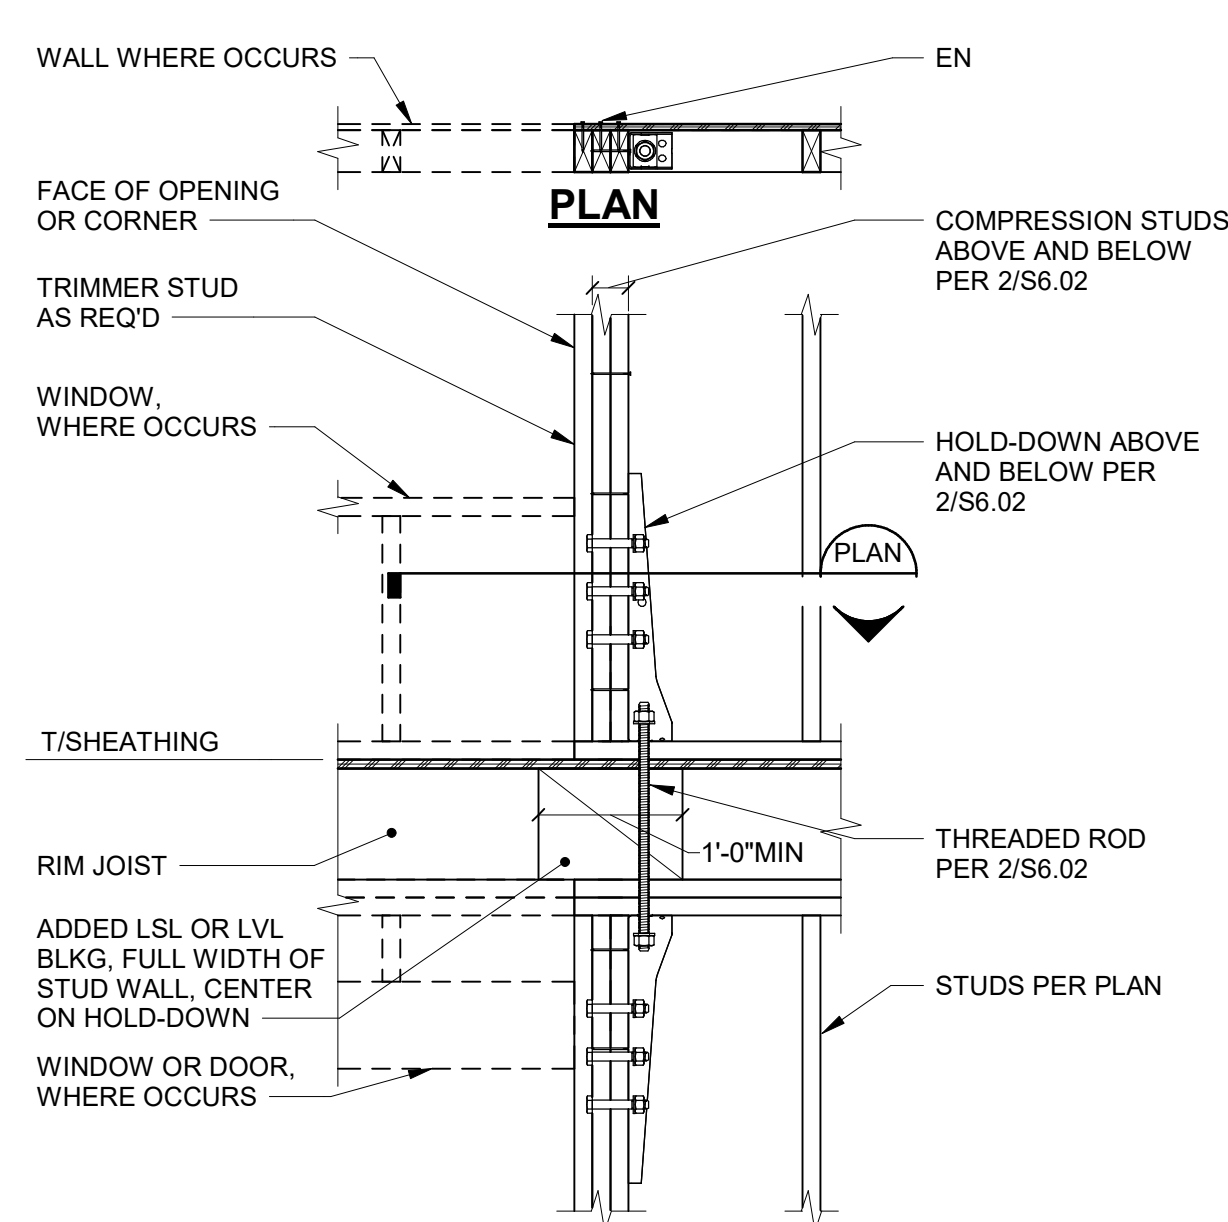 WALL WHERE OCCURS
EN
PLAN
FACE OF OPENING
OR CORNER
COMPRESSION STUDS
ABOVE AND BELOW
PER 2/S6.02
TRIMMER STUD
AS REQ'D
WINDOW,
WHERE OCCURS
HOLD-DOWN ABOVE
AND BELOW PER
2/S6.02
PLAN
T/SHEATHING
1'-0"MIN
THREADED ROD
PER 2/S6.02
RIM JOIST
ADDED LSL OR LVL
BLKG, FULL WIDTH OF
STUD WALL, CENTER
ON HOLD-DOWN
STUDS PER PLAN
WINDOW OR DOOR,
WHERE OCCURS